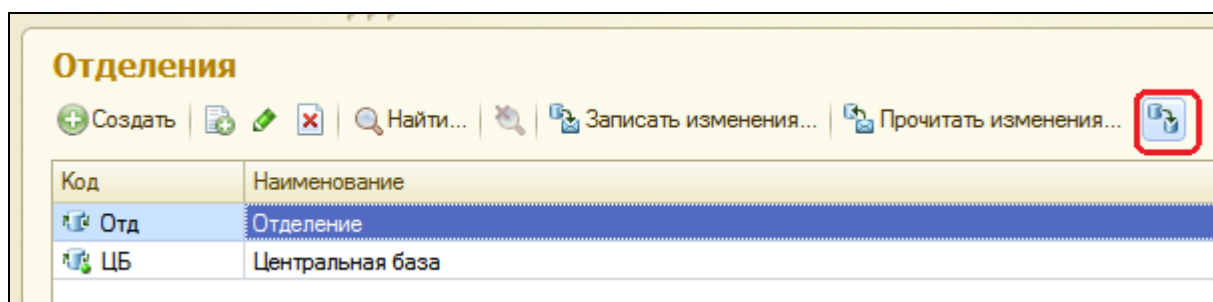 Отделения
Создать Найти... Записать изменения... Прочитать изменения...
Код Наименование
Отд Отделение
ЦБ Центральная база